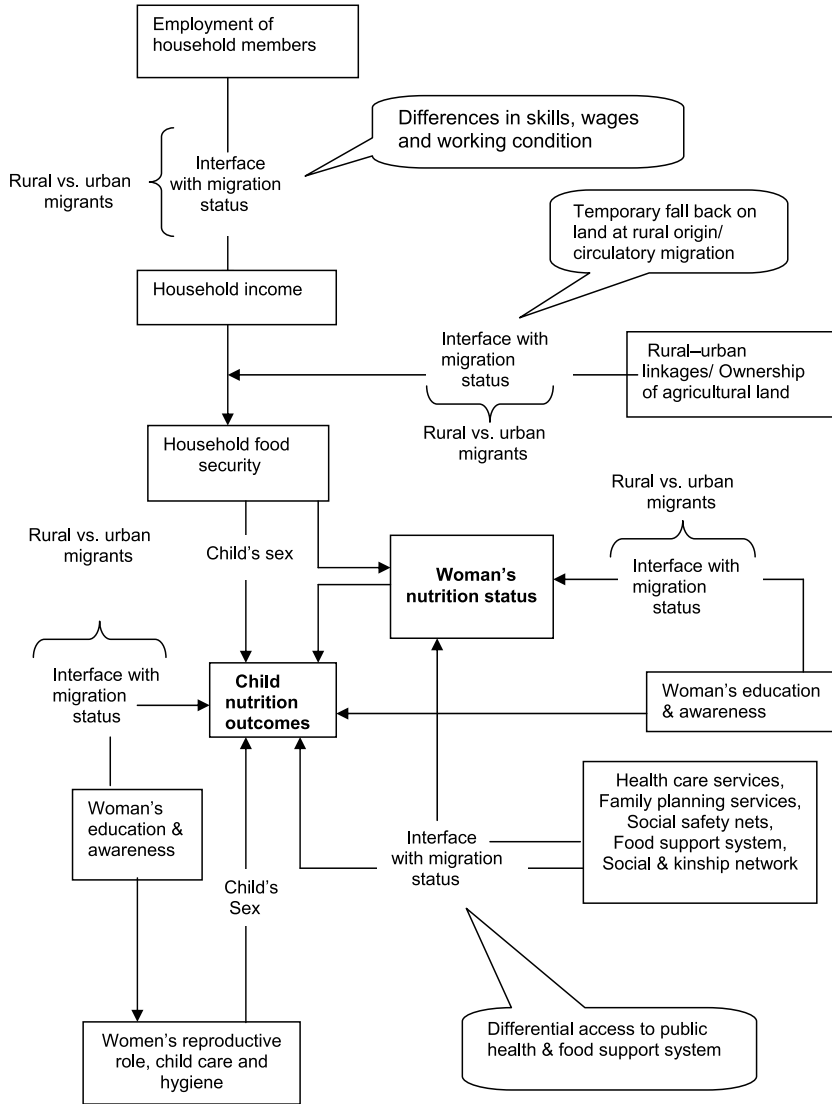 Employment of
household members
Differences in skills, wages
and working condition
Rural vs. urban
migrants
Interface
with migration
status
Temporary fall back on
land at rural origin/
circulatory migration
Household income
Interface with
migration
status
Rural–urban
linkages/ Ownership
of agricultural land
Rural vs. urban
migrants
Household food
security
Rural vs. urban
migrants
Rural vs. urban
migrants
Child's sex
Woman's
nutrition status
Interface with
migration
status
Interface with
migration
status
Child
nutrition
outcomes
Woman's education
& awareness
Health care services,
Family planning services,
Social safety nets,
Food support system,
Social & kinship network
Woman's
education &
awareness
Interface
with migration
status
Child's
Sex
Women's reproductive
role, child care and
hygiene
Differential access to public
health & food support system